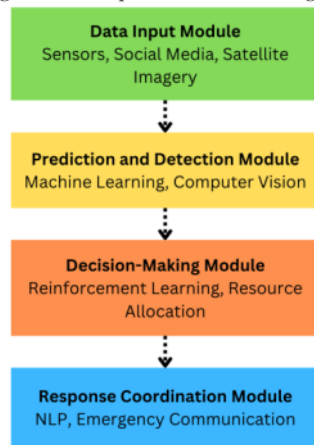 Data Input Module
Sensors, Social Media, Satellite
Imagery
Prediction and Detection Module
Machine Learning, Computer Vision
Decision-Making Module
Reinforcement Learning, Resource
Allocation
Response Coordination Module
NLP, Emergency Communication